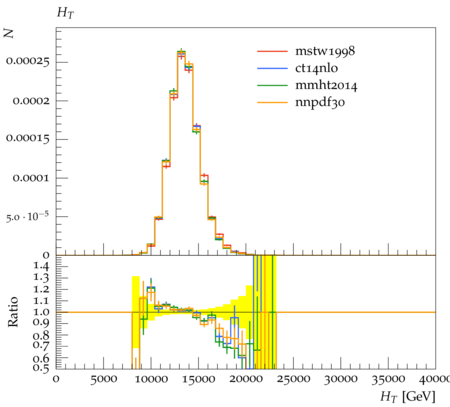 H_T
N
mstw1998
ct14nlo
mmht2014
nnpdf30
0.00025
0.0002
0.00015
0.0001
5.0 · 10⁻⁵
0
Ratio
1.4
1.3
1.2
1.1
1.0
0.9
0.8
0.7
0.6
0.5
0 5000 10000 15000 20000 25000 30000 35000 40000
H_T [GeV]